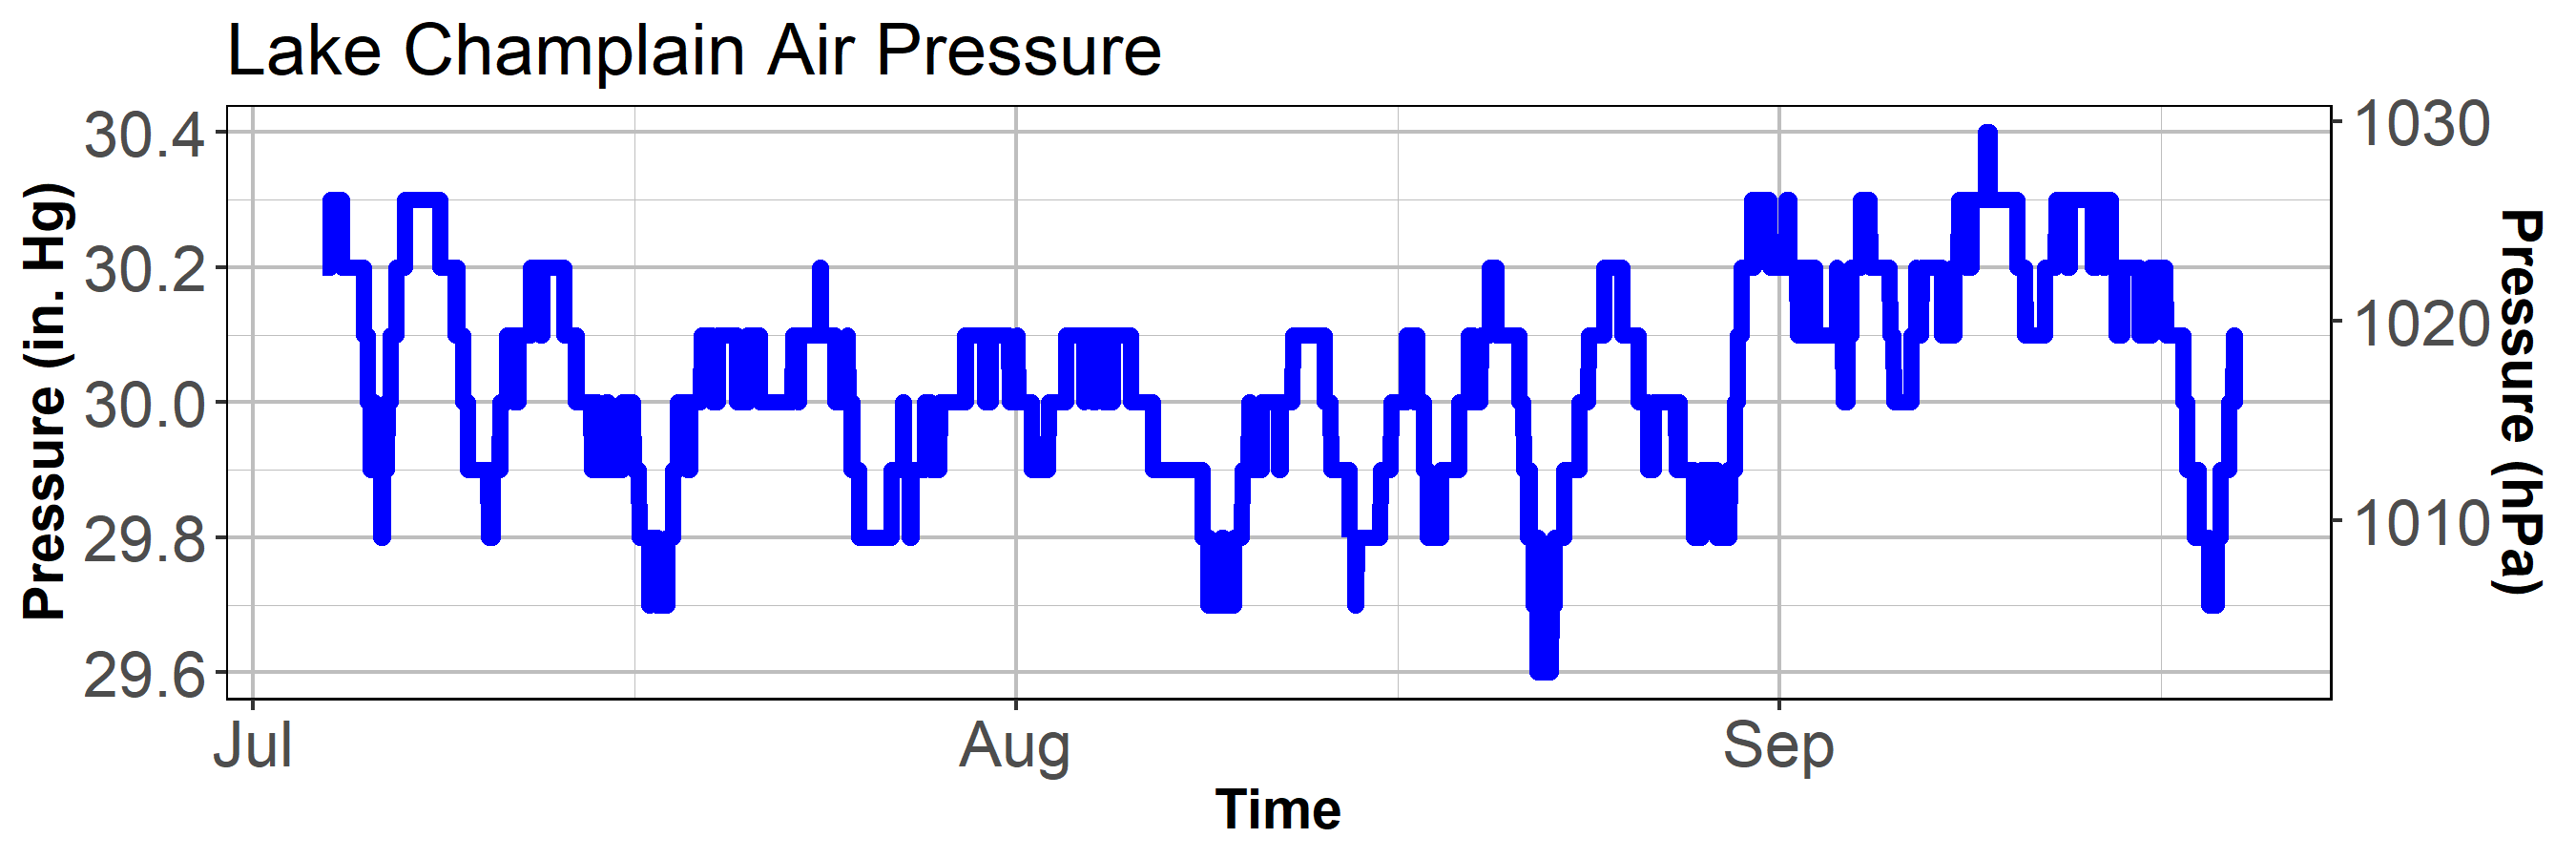 Lake Champlain Air Pressure
30.4
30.2
30.0
29.8
29.6
Pressure (in. Hg)
1030
1020
1010
Pressure (hPa)
Jul
Aug
Sep
Time